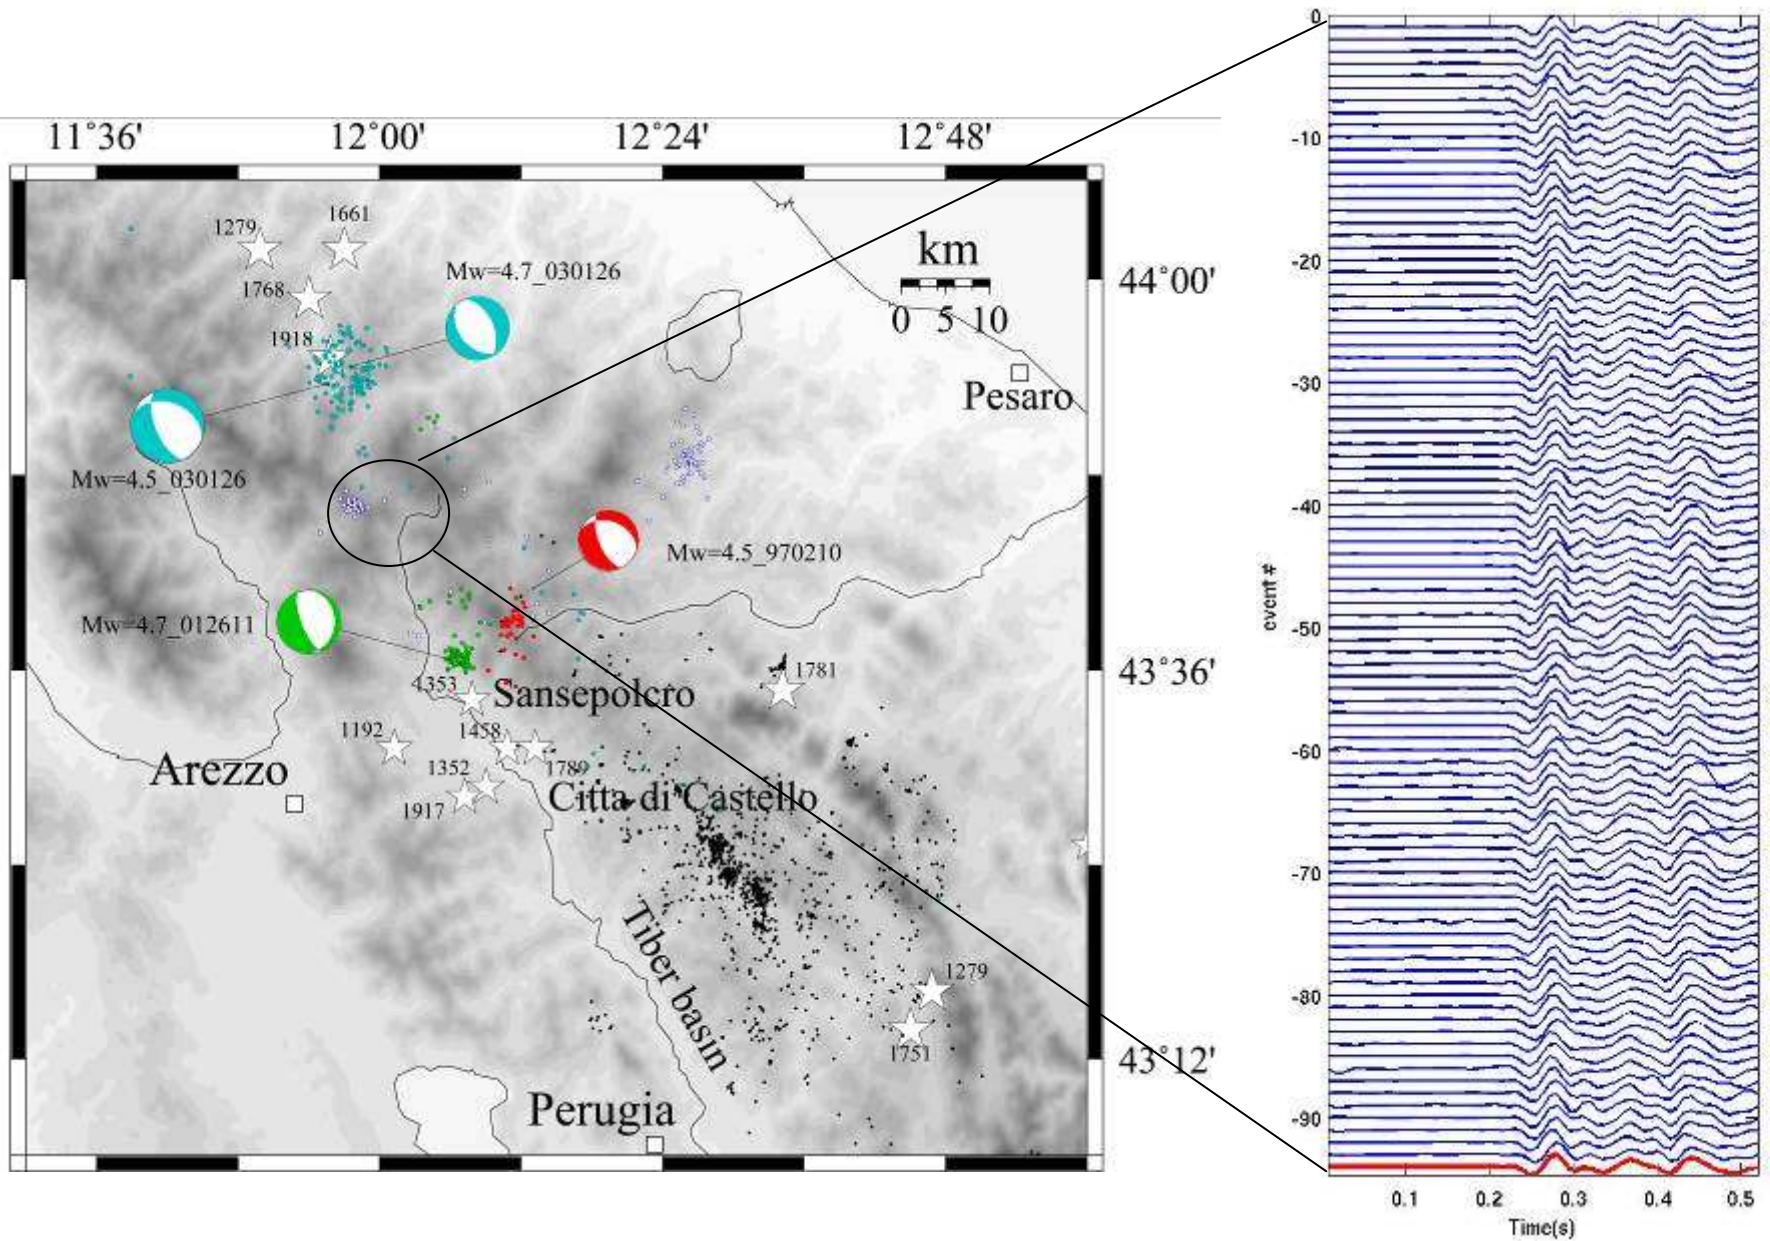 11°36'
12°00'
12°24'
12°48'
1279
1661
1768
1918
Mw=4.7_030126
km
0 5 10
44°00'
Pesaro
Mw=4.5_030126
Mw=4.5_970210
Mw=4.7_012611
43°36'
1781
1353
Sansepolcro
1192
1458
1789
Arezzo
1352
1917
Citta di Castello
Tiber basin
1279
1751
43°12'
Perugia
0
-10
-20
-30
-40
-50
-60
-70
-80
-90
event #
0.1
0.2
0.3
0.4
0.5
Time(s)